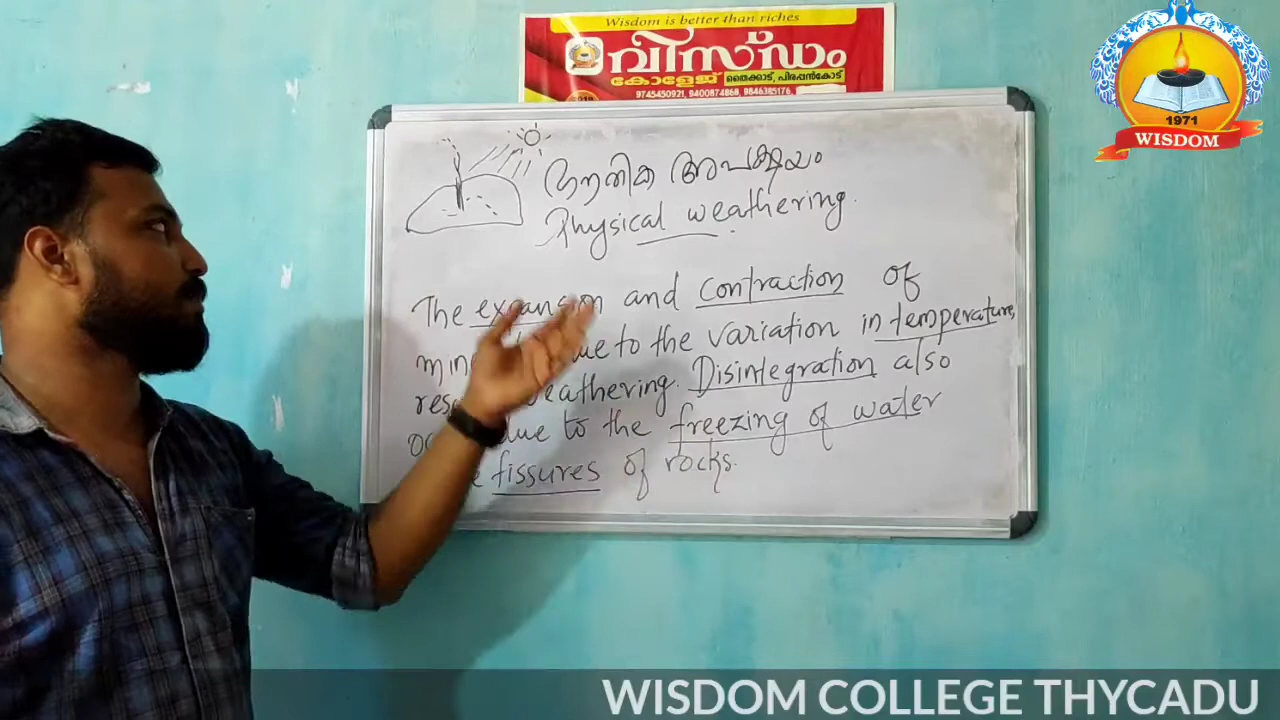 Wisdom is better than riches
വിസ്ഡം
കോളേജ് തൈക്കാട്, പിരപ്പൻകോട്
9745450921, 9400874868, 9846385176,
1971
WISDOM
ഭൗതിക അപക്ഷയം
Physical weathering.
The expansion and contraction of
due to the variation in temperature,
weathering. Disintegration also
due to the freezing of water
fissures of rocks.
WISDOM COLLEGE THYCADU